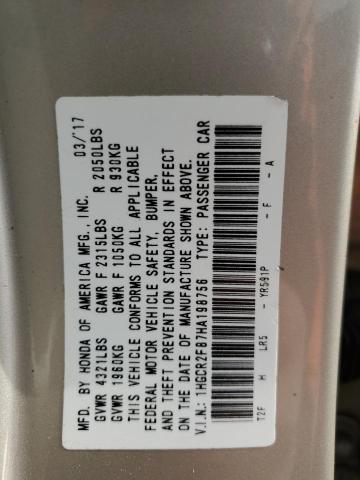 MFD. BY HONDA OF AMERICA MFG., INC. 03/'17
GVWR 4321LBS GAWR F 2315LBS R 2050LBS
GVWR 1960KG GAWR F 1050KG R 930KG
THIS VEHICLE CONFORMS TO ALL APPLICABLE
FEDERAL MOTOR VEHICLE SAFETY, BUMPER,
AND THEFT PREVENTION STANDARDS IN EFFECT
ON THE DATE OF MANUFACTURE SHOWN ABOVE.
V.I.N.: 1HGCR2F87HA198756 TYPE: PASSENGER CAR
T2F H LR5 - YR591P - F - A